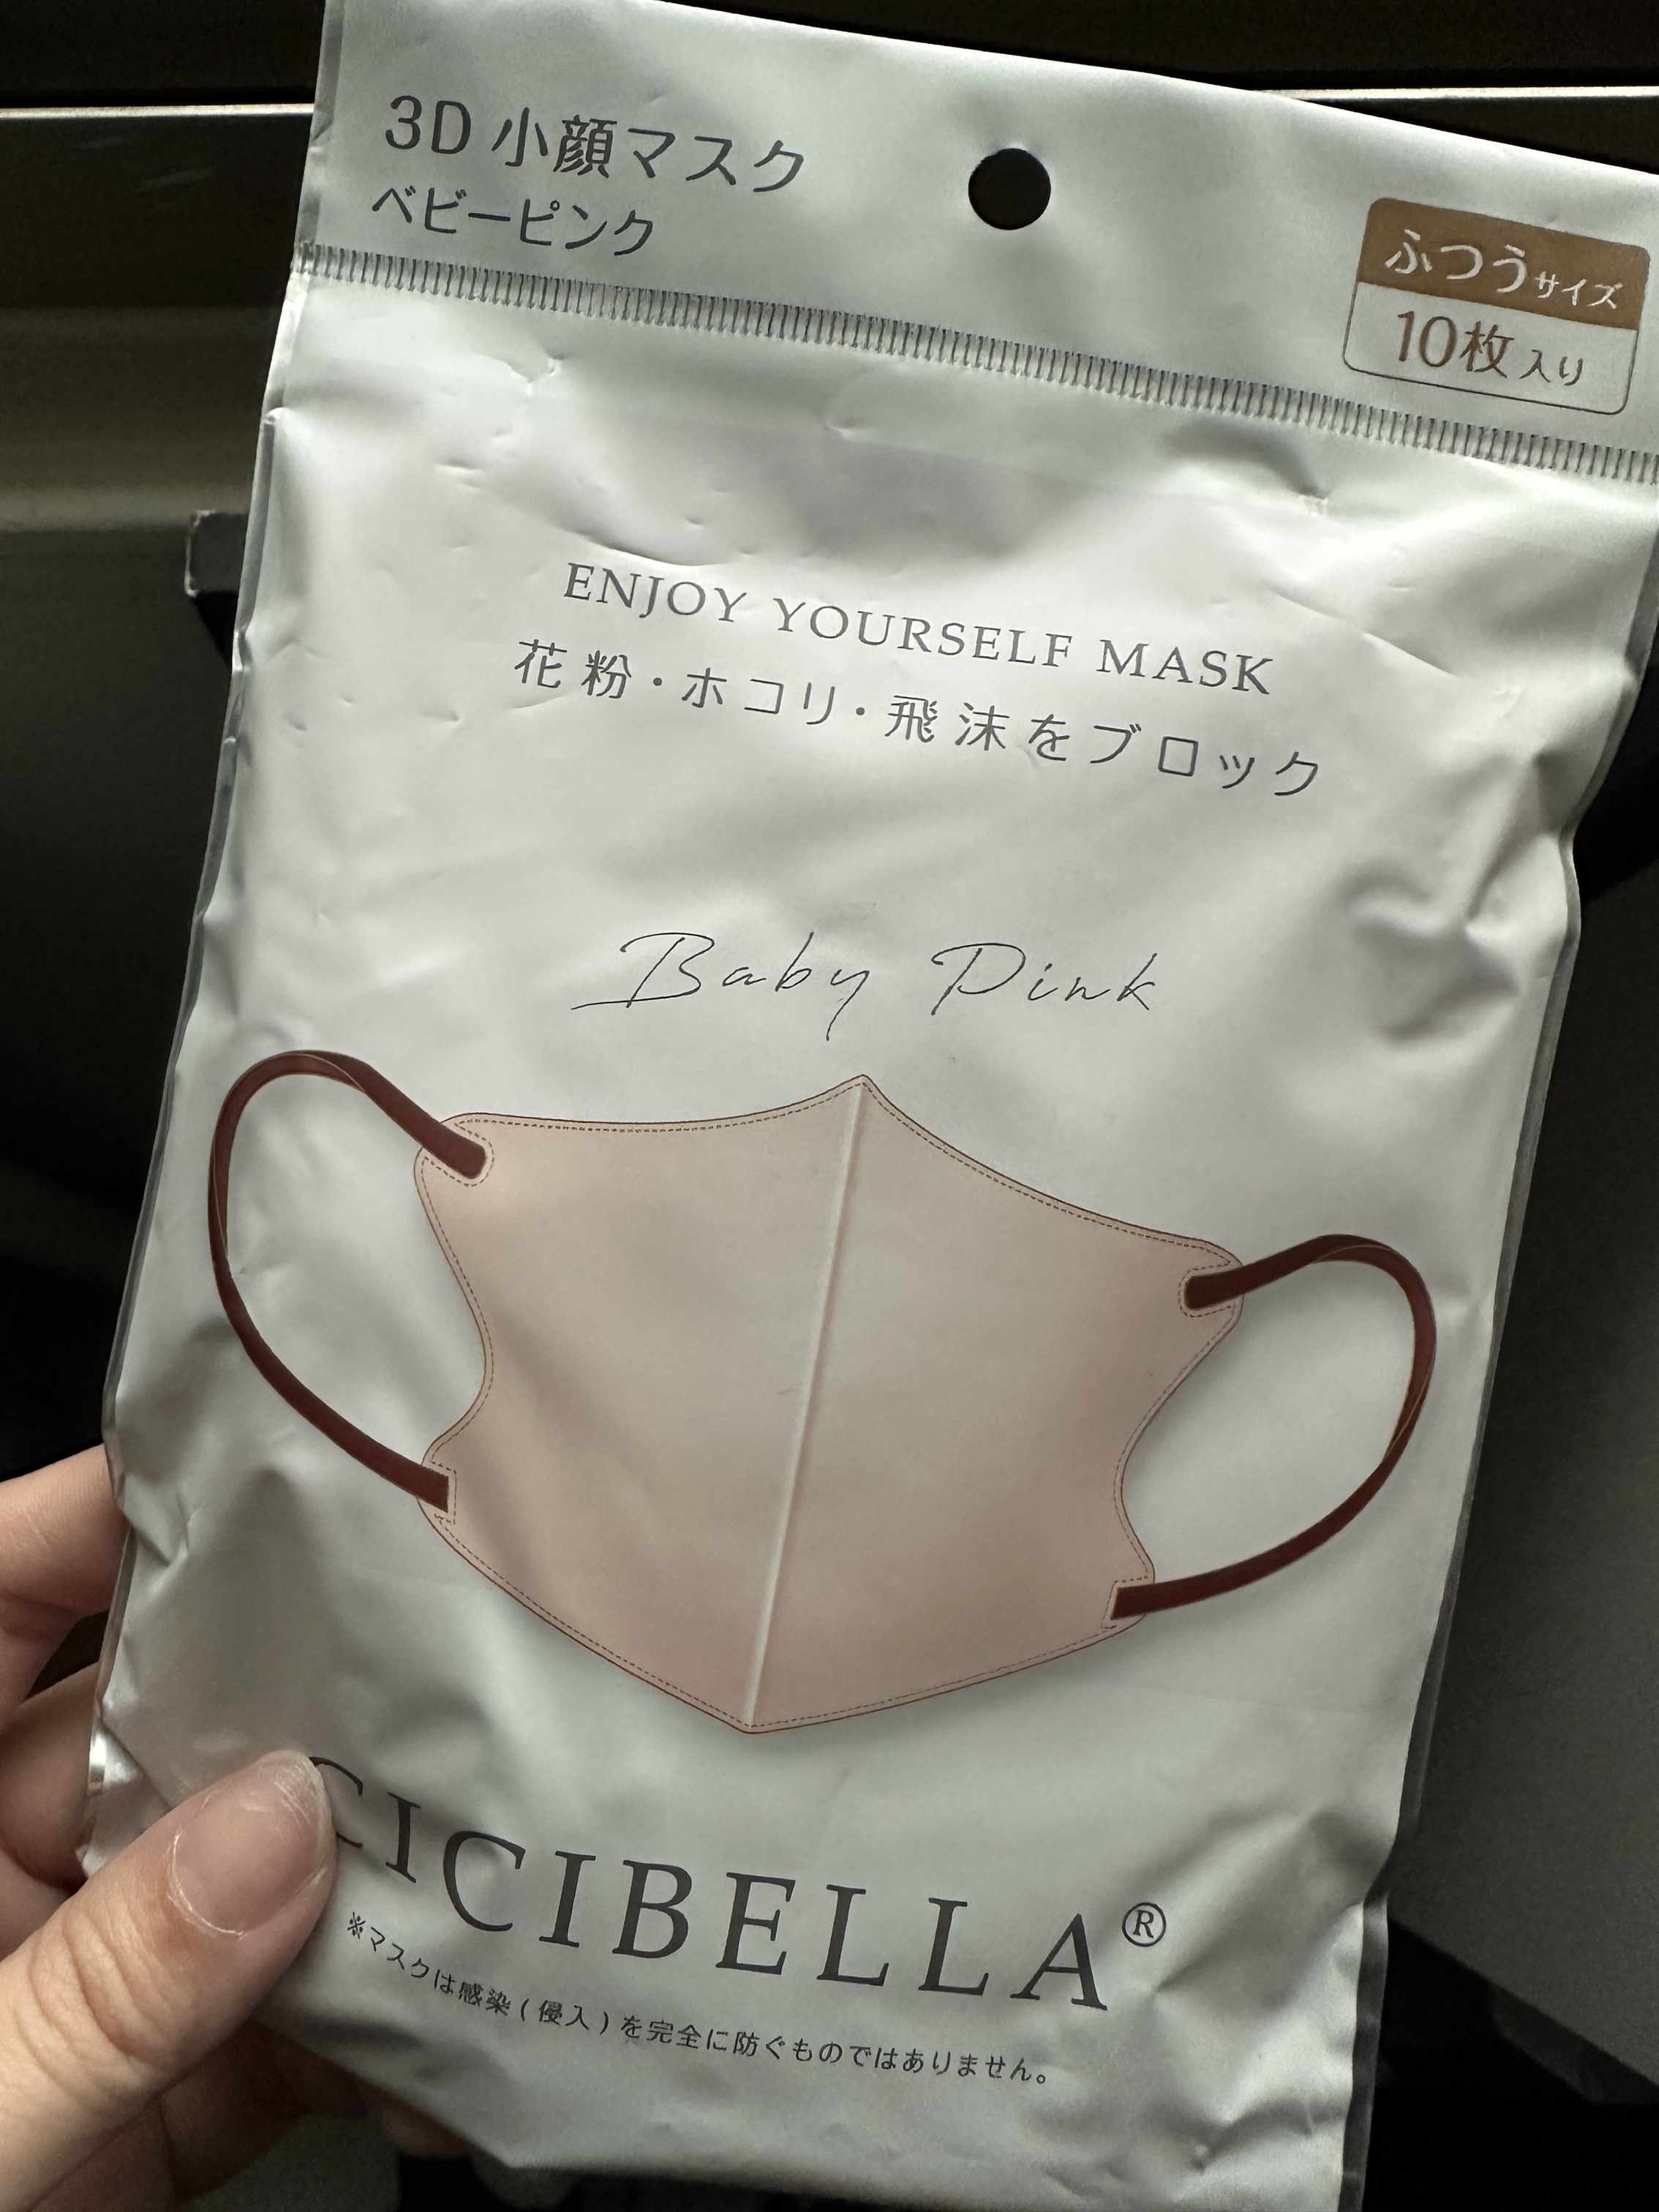 3D 小顔マスク
ベビーピンク
ふつうサイズ
10枚入り
ENJOY YOURSELF MASK
花粉・ホコリ・飛沫をブロック
Baby Pink
CICIBELLA®
※マスクは感染(侵入)を完全に防ぐものではありません。